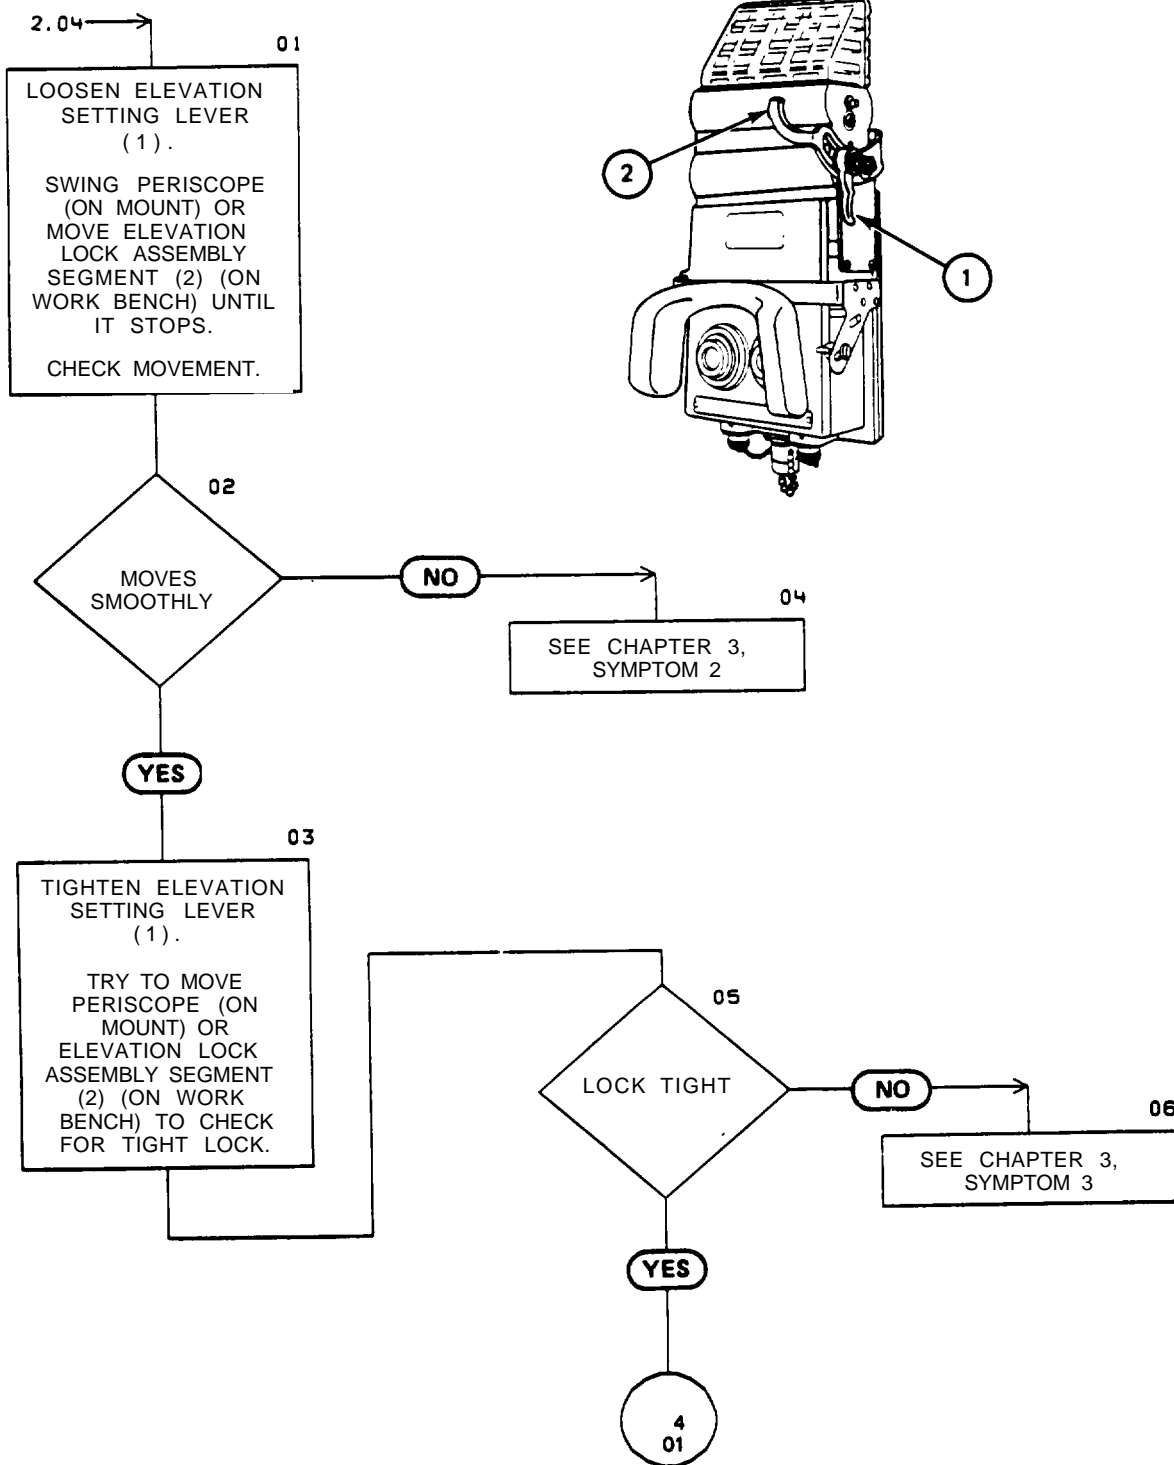 2.04
01
LOOSEN ELEVATION
SETTING LEVER
(1).
SWING PERISCOPE
(ON MOUNT) OR
MOVE ELEVATION
LOCK ASSEMBLY
SEGMENT (2) (ON
WORK BENCH) UNTIL
IT STOPS.
CHECK MOVEMENT.
2
1
02
MOVES
SMOOTHLY
NO
04
SEE CHAPTER 3,
SYMPTOM 2
YES
03
TIGHTEN ELEVATION
SETTING LEVER
(1).
TRY TO MOVE
PERISCOPE (ON
MOUNT) OR
ELEVATION LOCK
ASSEMBLY SEGMENT
(2) (ON WORK
BENCH) TO CHECK
FOR TIGHT LOCK.
05
LOCK TIGHT
NO
06
SEE CHAPTER 3,
SYMPTOM 3
YES
4
01